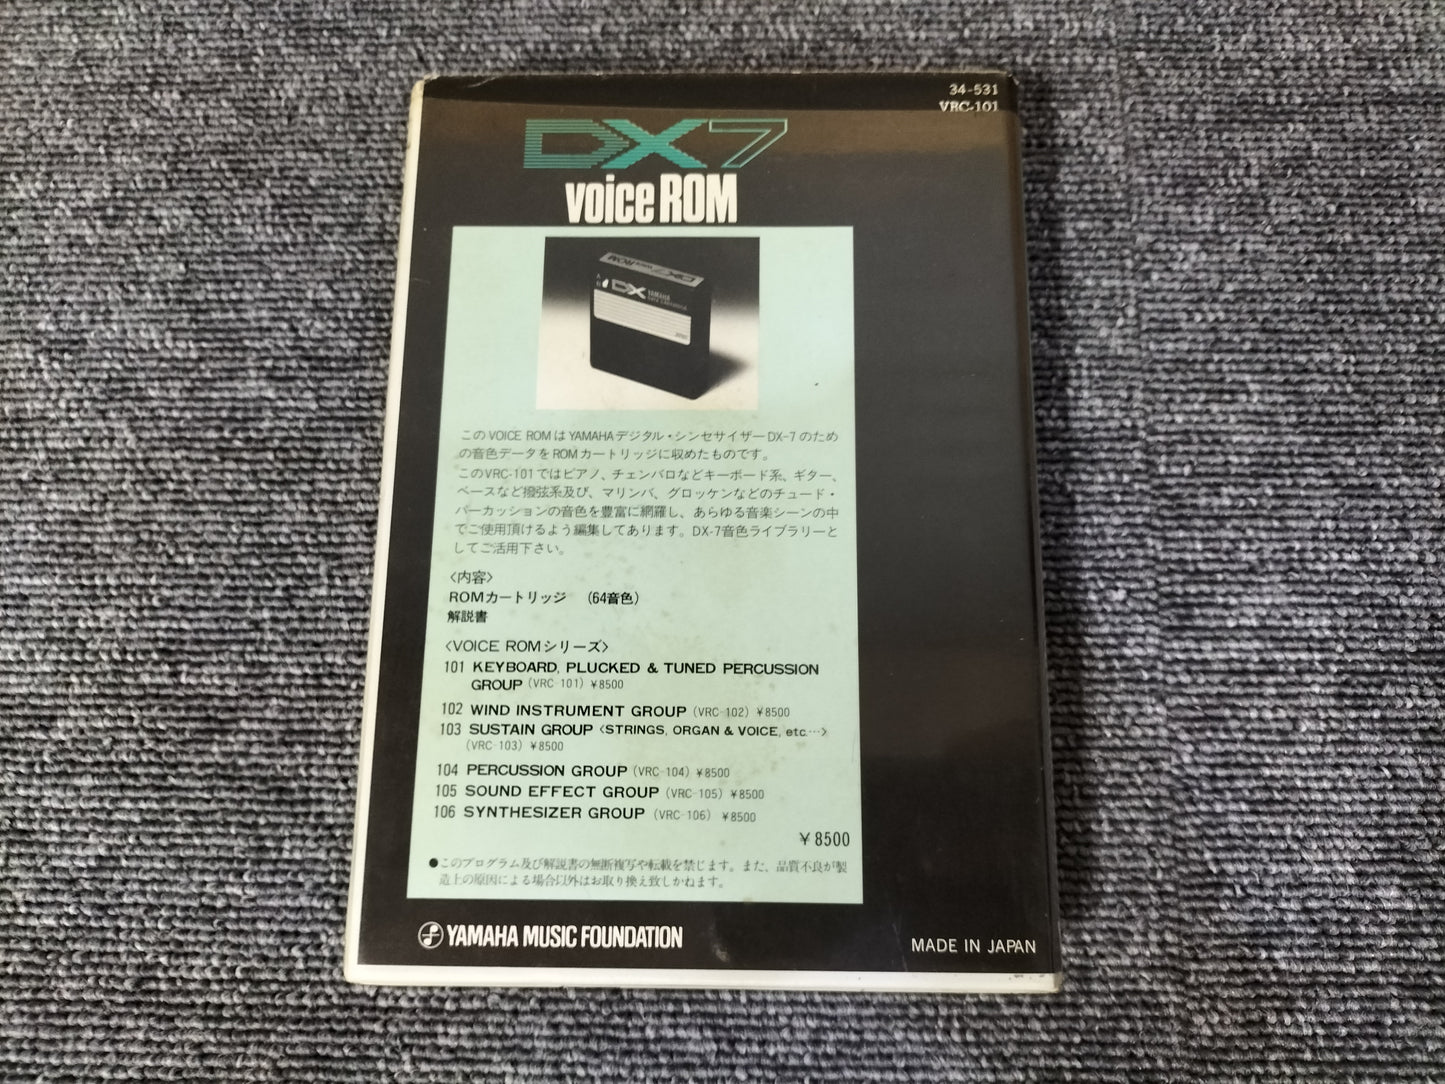 34-531
VRC-101
DX7
voice ROM
DX7 voice ROM
A
B
DX YAMAHA
このVOICE ROMはYAMAHAデジタル・シンセサイザーDX-7のため
の音色データをROMカートリッジに収めたものです。
このVRC-101ではピアノ、チェンバロなどキーボード系、ギター、
ベースなど撥弦系及び、マリンバ、グロッケンなどのチュード・
パーカッションの音色を豊富に網羅し、あらゆる音楽シーンの中
でご使用頂けるよう編集してあります。DX-7音色ライブラリーと
してご活用下さい。
〈内容〉
ROMカートリッジ (64音色)
解説書
〈VOICE ROMシリーズ〉
101 KEYBOARD, PLUCKED & TUNED PERCUSSION
GROUP (VRC-101) ¥8500
102 WIND INSTRUMENT GROUP (VRC-102) ¥8500
103 SUSTAIN GROUP <STRINGS, ORGAN & VOICE, etc.…>
(VRC-103) ¥8500
104 PERCUSSION GROUP (VRC-104) ¥8500
105 SOUND EFFECT GROUP (VRC-105) ¥8500
106 SYNTHESIZER GROUP (VRC-106) ¥8500
¥8500
●このプログラム及び解説書の無断複写や転載を禁じます。また、品質不良が製
造上の原因による場合以外はお取り換え致しかねます。
YAMAHA MUSIC FOUNDATION
MADE IN JAPAN